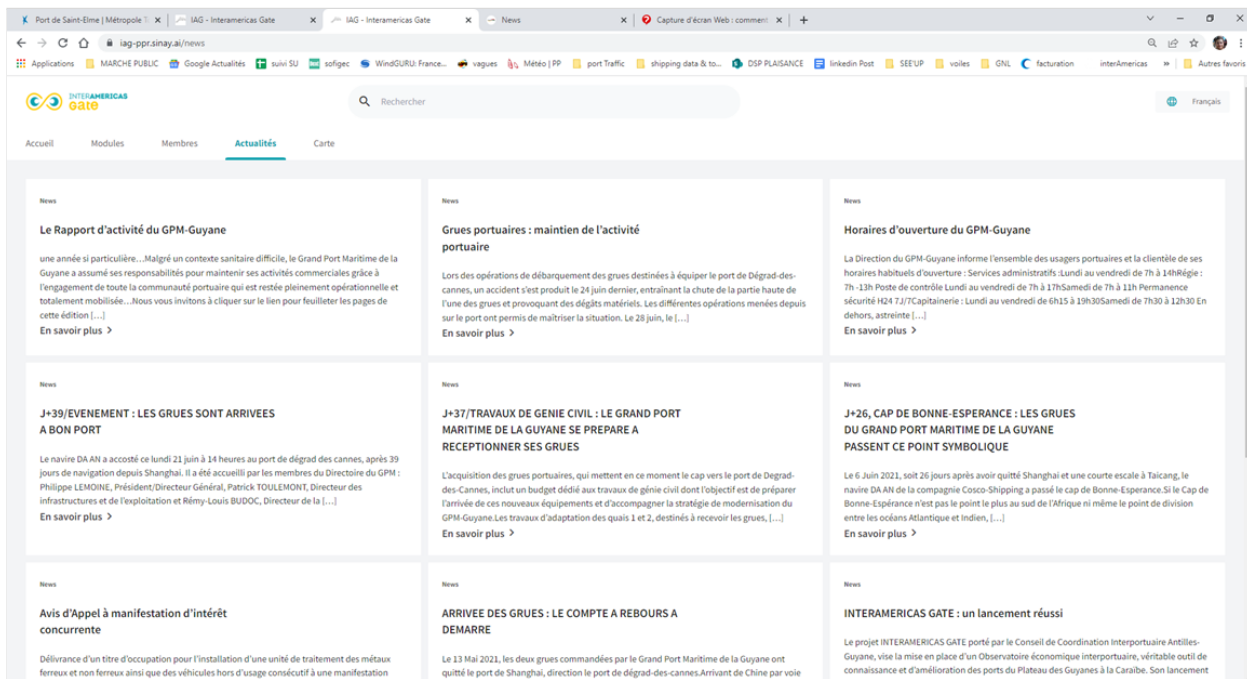 Port de Saint-Elme | Métropole T
IAG - Interamericas Gate
IAG - Interamericas Gate
News
Capture d'écran Web : comment
iag-ppr.sinay.ai/news
Applications
MARCHE PUBLIC
Google Actualités
suivi SU
sofigec
WindGURU: France...
vagues
Météo | PP
port Traffic
shipping data & to...
DSP PLAISANCE
linkedin Post
SEE'UP
voiles
GNL
facturation
interAmericas
Autres favoris
INTERAMERICAS
Gate
Rechercher
Français
Accueil
Modules
Membres
Actualités
Carte
News
Le Rapport d'activité du GPM-Guyane
une année si particulière…Malgré un contexte sanitaire difficile, le Grand Port Maritime de la
Guyane a assumé ses responsabilités pour maintenir ses activités commerciales grâce à
l'engagement de toute la communauté portuaire qui est restée pleinement opérationnelle et
totalement mobilisée…Nous vous invitons à cliquer sur le lien pour feuilleter les pages de
cette édition […]
En savoir plus >
News
Grues portuaires : maintien de l'activité
portuaire
Lors des opérations de débarquement des grues destinées à équiper le port de Dégrad-des-
cannes, un accident s'est produit le 24 juin dernier, entraînant la chute de la partie haute de
l'une des grues et provoquant des dégâts matériels. Les différentes opérations menées depuis
sur le port ont permis de maîtriser la situation. Le 28 juin, le […]
En savoir plus >
News
Horaires d'ouverture du GPM-Guyane
La Direction du GPM-Guyane informe l'ensemble des usagers portuaires et la clientèle de ses
horaires habituels d'ouverture : Services administratifs :Lundi au vendredi de 7h à 14hRégie :
7h -13h Poste de contrôle Lundi au vendredi de 7h à 17hSamedi de 7h à 11h Permanence
sécurité H24 7J/7Capitainerie : Lundi au vendredi de 6h15 à 19h30Samedi de 7h30 à 12h30 En
dehors, astreinte […]
En savoir plus >
News
J+39/EVENEMENT : LES GRUES SONT ARRIVEES
A BON PORT
Le navire DA AN a accosté ce lundi 21 juin à 14 heures au port de dégrad des cannes, après 39
jours de navigation depuis Shanghai. Il a été accueilli par les membres du Directoire du GPM :
Philippe LEMOINE, Président/Directeur Général, Patrick TOULEMONT, Directeur des
infrastructures et de l'exploitation et Rémy-Louis BUDOC, Directeur de la […]
En savoir plus >
News
J+37/TRAVAUX DE GENIE CIVIL : LE GRAND PORT
MARITIME DE LA GUYANE SE PREPARE A
RECEPTIONNER SES GRUES
L'acquisition des grues portuaires, qui mettent en ce moment le cap vers le port de Degrad-
des-Cannes, inclut un budget dédié aux travaux de génie civil dont l'objectif est de préparer
l'arrivée de ces nouveaux équipements et d'accompagner la stratégie de modernisation du
GPM-Guyane.Les travaux d'adaptation des quais 1 et 2, destinés à recevoir les grues, […]
En savoir plus >
News
J+26, CAP DE BONNE-ESPERANCE : LES GRUES
DU GRAND PORT MARITIME DE LA GUYANE
PASSENT CE POINT SYMBOLIQUE
Le 6 Juin 2021, soit 26 jours après avoir quitté Shanghai et une courte escale à Taicang, le
navire DA AN de la compagnie Cosco-Shipping a passé le cap de Bonne-Esperance.Si le Cap de
Bonne-Espérance n'est pas le point le plus au sud de l'Afrique ni même le point de division
entre les océans Atlantique et Indien, […]
En savoir plus >
News
Avis d'Appel à manifestation d'intérêt
concurrente
Délivrance d'un titre d'occupation pour l'installation d'une unité de traitement des métaux
ferreux et non ferreux ainsi que des véhicules hors d'usage consécutif à une manifestation
News
ARRIVEE DES GRUES : LE COMPTE A REBOURS A
DEMARRE
Le 13 Mai 2021, les deux grues commandées par le Grand Port Maritime de la Guyane ont
quitté le port de Shanghai, direction le port de dégrad-des-cannes.Arrivant de Chine par voie
News
INTERAMERICAS GATE : un lancement réussi
Le projet INTERAMERICAS GATE porté par le Conseil de Coordination Interportuaire Antilles-
Guyane, vise la mise en place d'un Observatoire économique interportuaire, véritable outil de
connaissance et d'amélioration des ports du Plateau des Guyanes à la Caraïbe. Son lancement